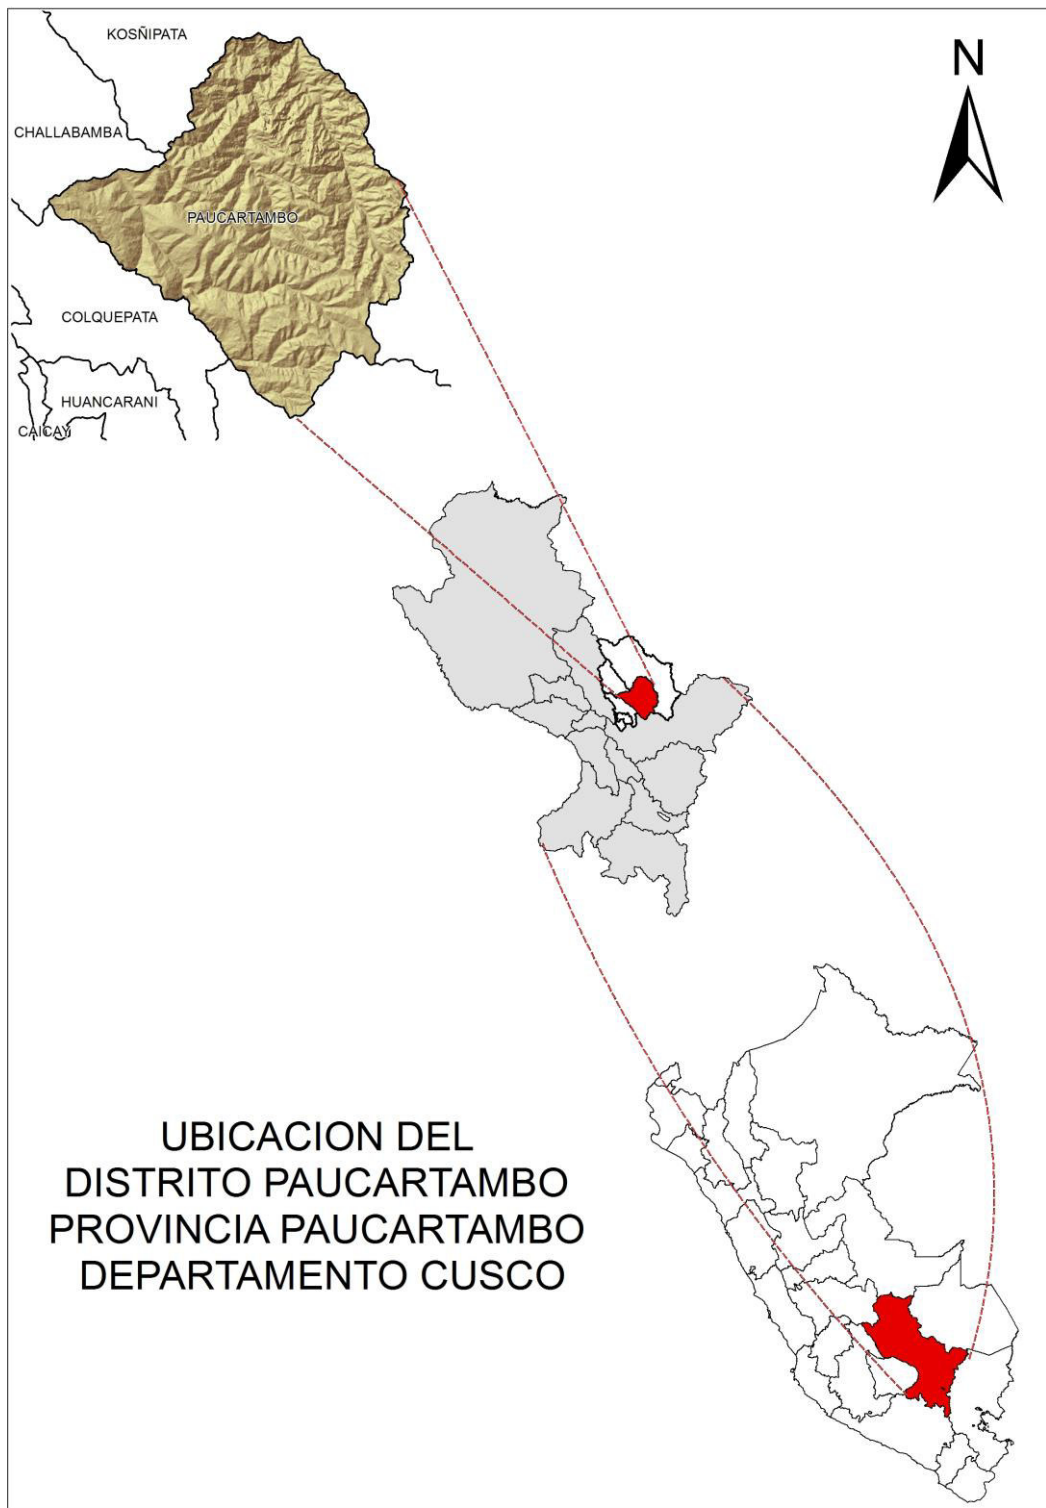 KOSÑIPATA
N
CHALLABAMBA
PAUCARTAMBO
COLQUEPATA
HUANCARANI
CAICAY
UBICACION DEL
DISTRITO PAUCARTAMBO
PROVINCIA PAUCARTAMBO
DEPARTAMENTO CUSCO